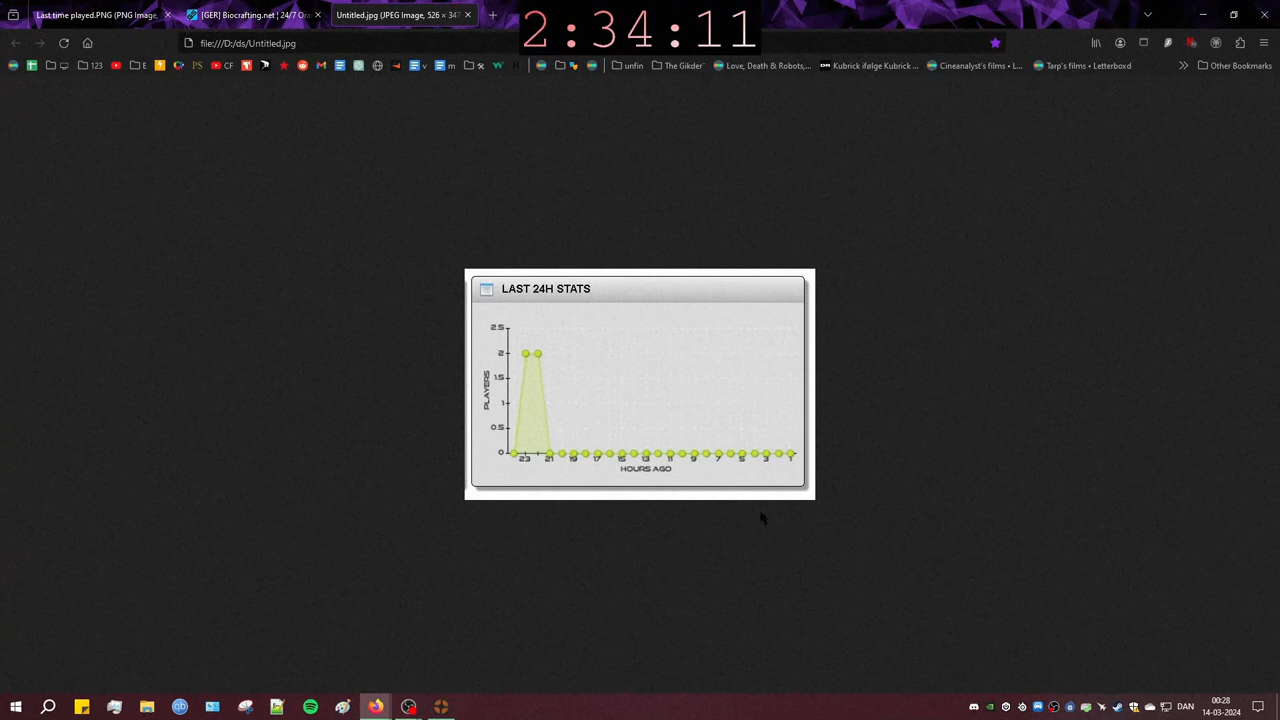 Last time played.PNG (PNG Image,
[GER] Biocrafting.net ¦ 24/7 Ora
Untitled.jpg (JPEG Image, 526 × 347
2:34:11
file:///D:/ds/Untitled.jpg
123
E
PS
CF
v
m
W
unfin
The Gikder
Love, Death & Robots,...
Kubrick ifølge Kubrick ...
Cineanalyst's films • L...
Tarp's films • Letterboxd
Other Bookmarks
LAST 24H STATS
2.5
2
1.5
1
0.5
0
PLAYERS
23 21 19 17 15 13 11 9 7 5 3 1
HOURS AGO
DAN
00:28
14-03-2024